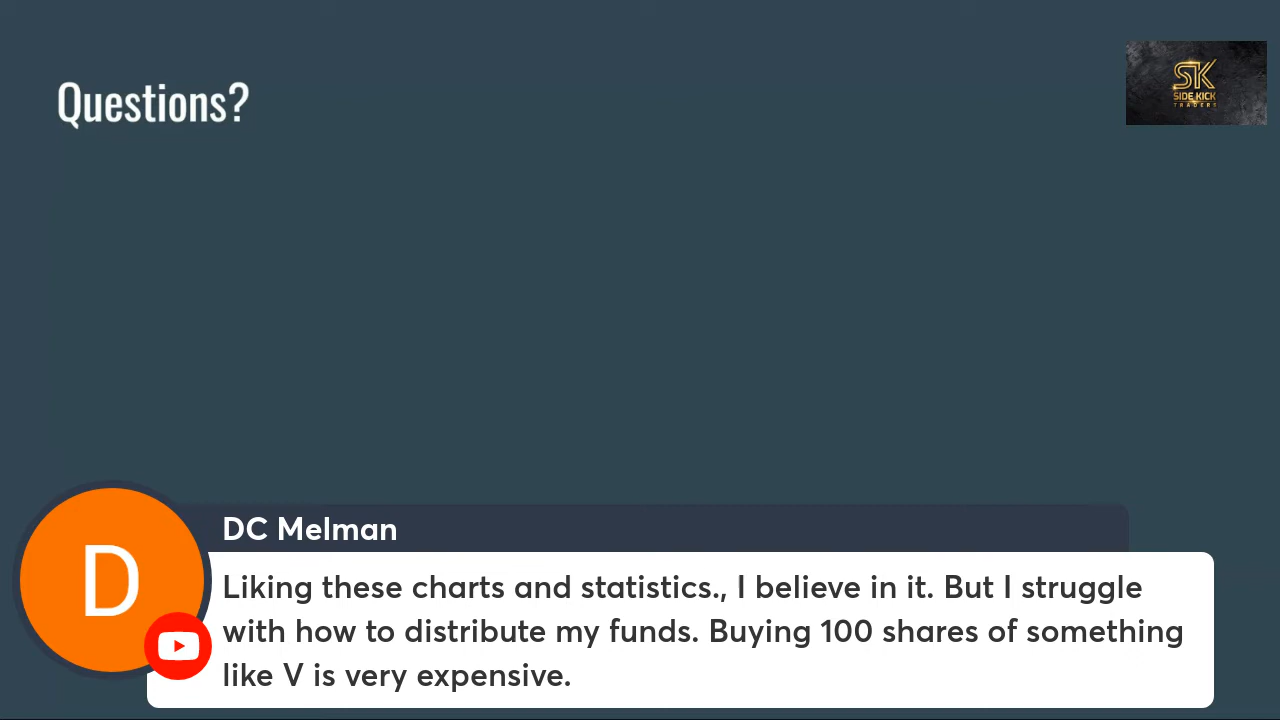 Questions?
SK
SIDE KICK
TRADERS
DC Melman
D
Liking these charts and statistics., I believe in it. But I struggle
with how to distribute my funds. Buying 100 shares of something
like V is very expensive.